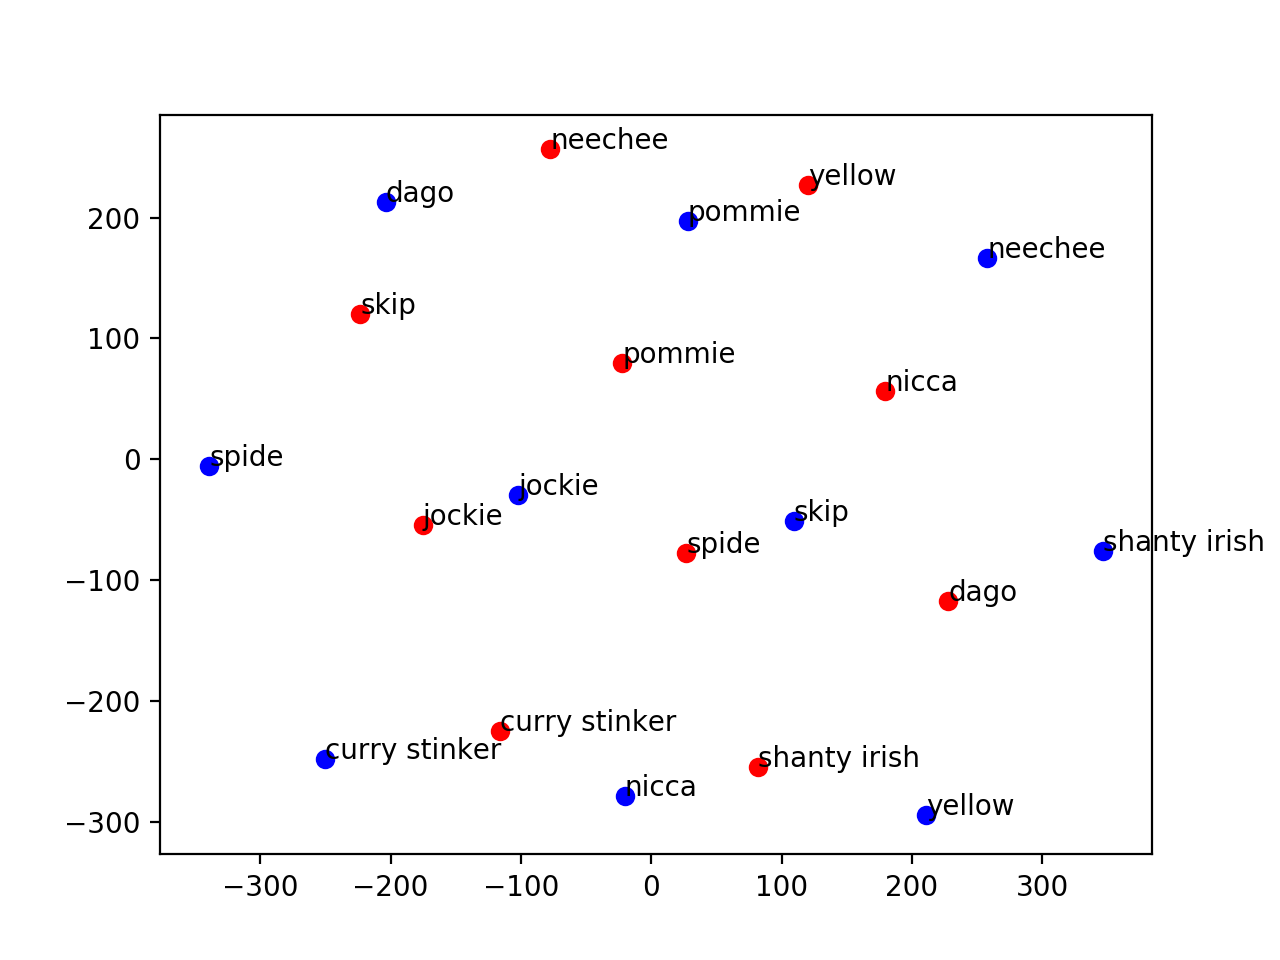 neechee
yellow
dago
pommie
neechee
200
skip
100
pommie
nicca
0
spide
jockie
skip
jockie
spide
shanty irish
−100
dago
−200
curry stinker
curry stinker
shanty irish
nicca
yellow
−300
−300 −200 −100 0 100 200 300